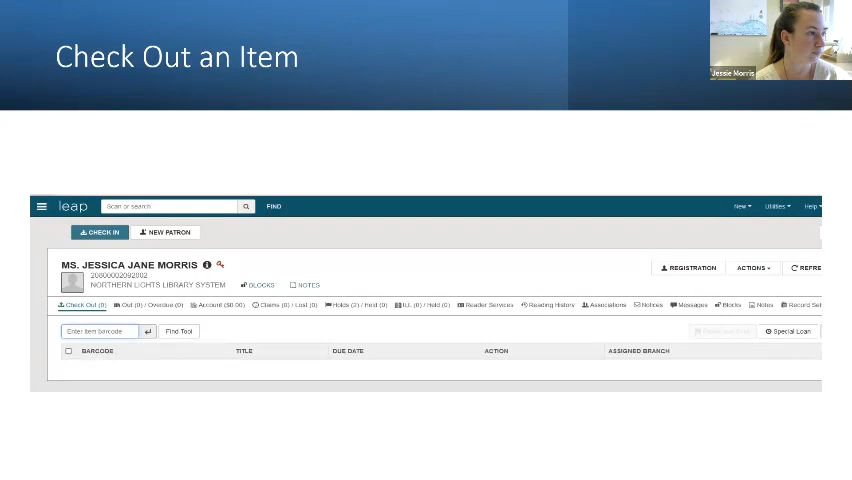 Check Out an Item
Jessie Morris
leap Scan or search FIND New Utilities Help
CHECK IN NEW PATRON
MS. JESSICA JANE MORRIS
20800002092002
NORTHERN LIGHTS LIBRARY SYSTEM BLOCKS NOTES
REGISTRATION ACTIONS REFRE
Check Out (0) Out (0) / Overdue (0) Account ($0.00) Claims (0) / Lost (0) Holds (2) / Held (0) ILL (0) / Held (0) Reader Services Reading History Associations Notices Messages Blocks Notes Record Set
Enter item barcode Find Tool Special Loan
BARCODE TITLE DUE DATE ACTION ASSIGNED BRANCH